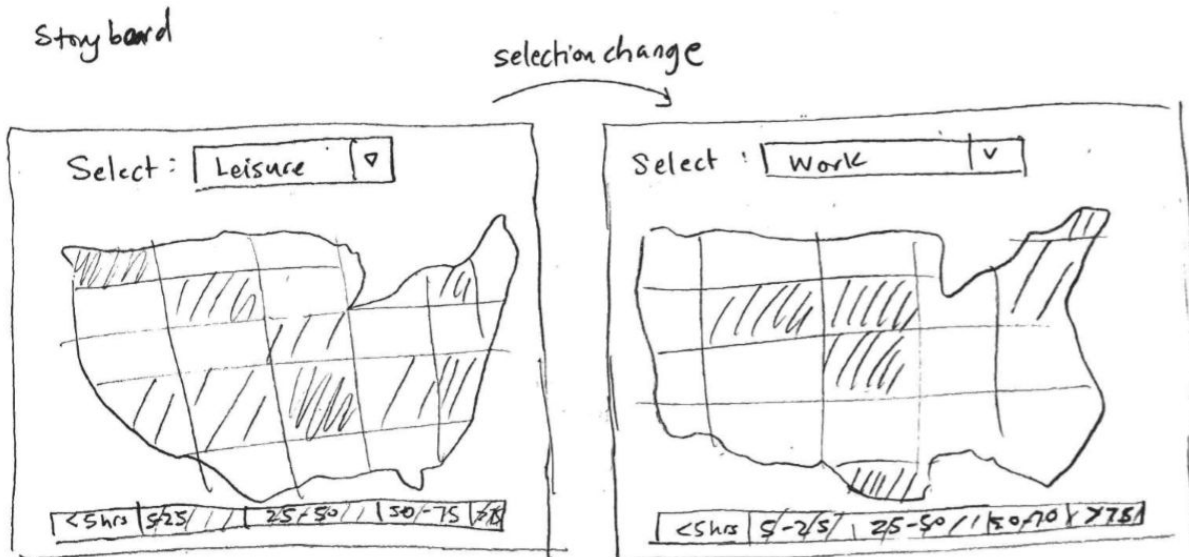 Story board
selection change
Select : Leisure
Select : Work
<5hrs 5-25 25-50 50-75 >75
<5hrs 5-25 25-50 50-70 >75